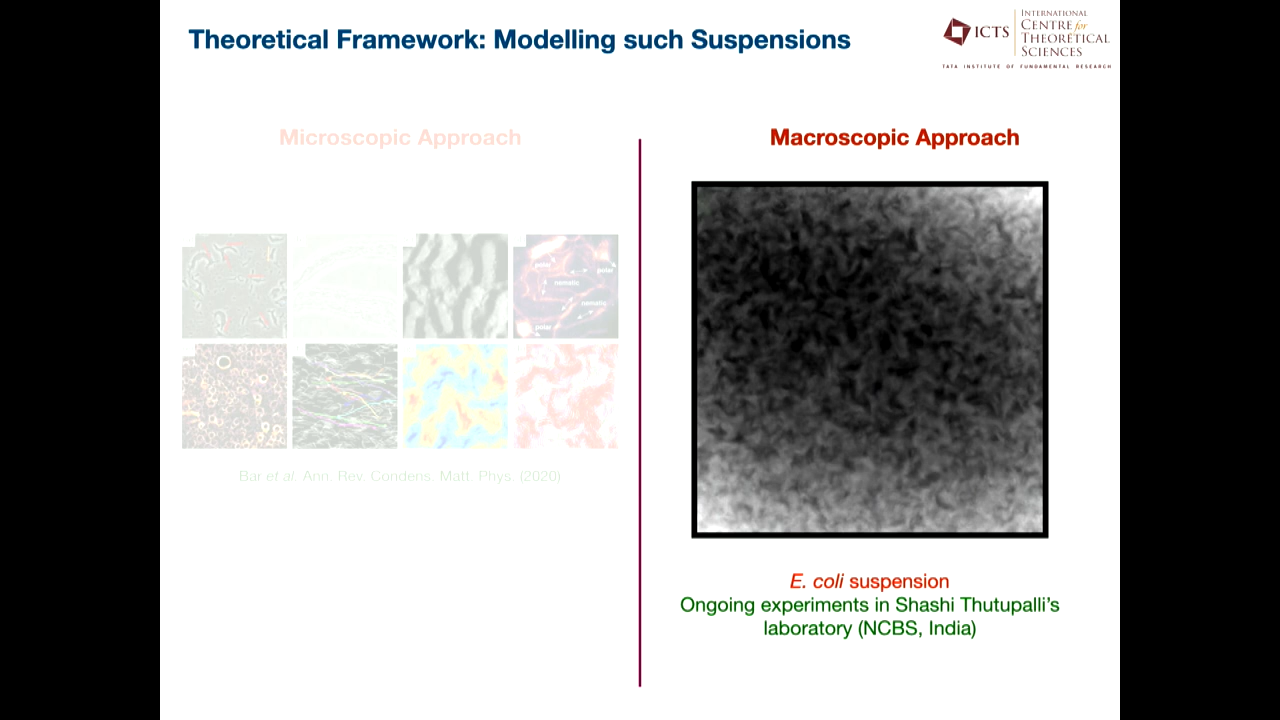 Theoretical Framework: Modelling such Suspensions
ICTS
INTERNATIONAL
CENTRE for
THEORETICAL
SCIENCES
TATA INSTITUTE OF FUNDAMENTAL RESEARCH
Microscopic Approach
polar
polar
nematic
nematic
polar
Bar et al. Ann. Rev. Condens. Matt. Phys. (2020)
Macroscopic Approach
E. coli suspension
Ongoing experiments in Shashi Thutupalli's
laboratory (NCBS, India)